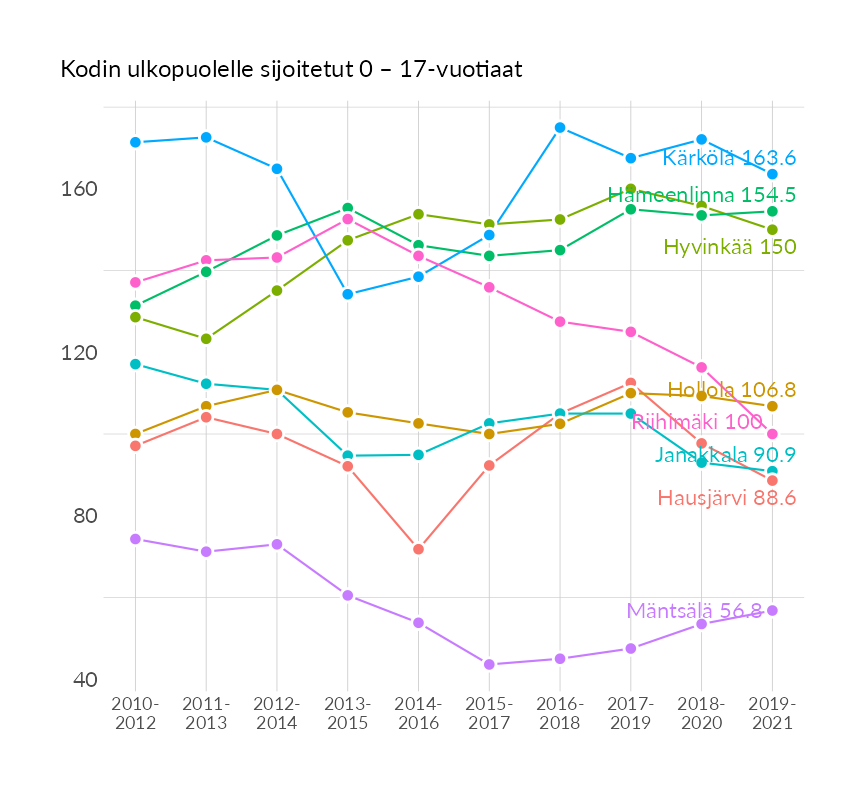 Kodin ulkopuolelle sijoitetut 0 – 17-vuotiaat
Kärkölä 163.6
160
Hämeenlinna 154.5
Hyvinkää 150
120
Hollola 106.8
Riihimäki 100
Janakkala 90.9
Hausjärvi 88.6
80
Mäntsälä 56.8
40
2010- 2011- 2012- 2013- 2014- 2015- 2016- 2017- 2018- 2019-
2012 2013 2014 2015 2016 2017 2018 2019 2020 2021